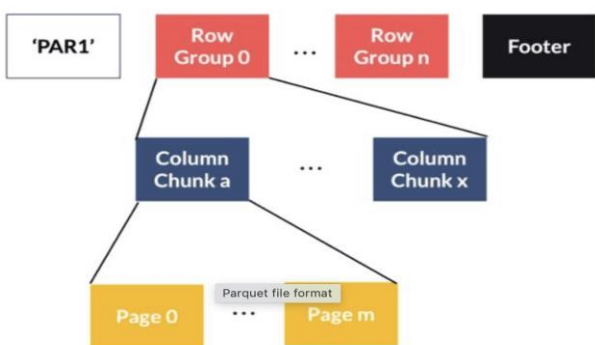 'PAR1'
Row
Group 0
...
Row
Group n
Footer
Column
Chunk a
...
Column
Chunk x
Parquet file format
Page 0
...
Page m